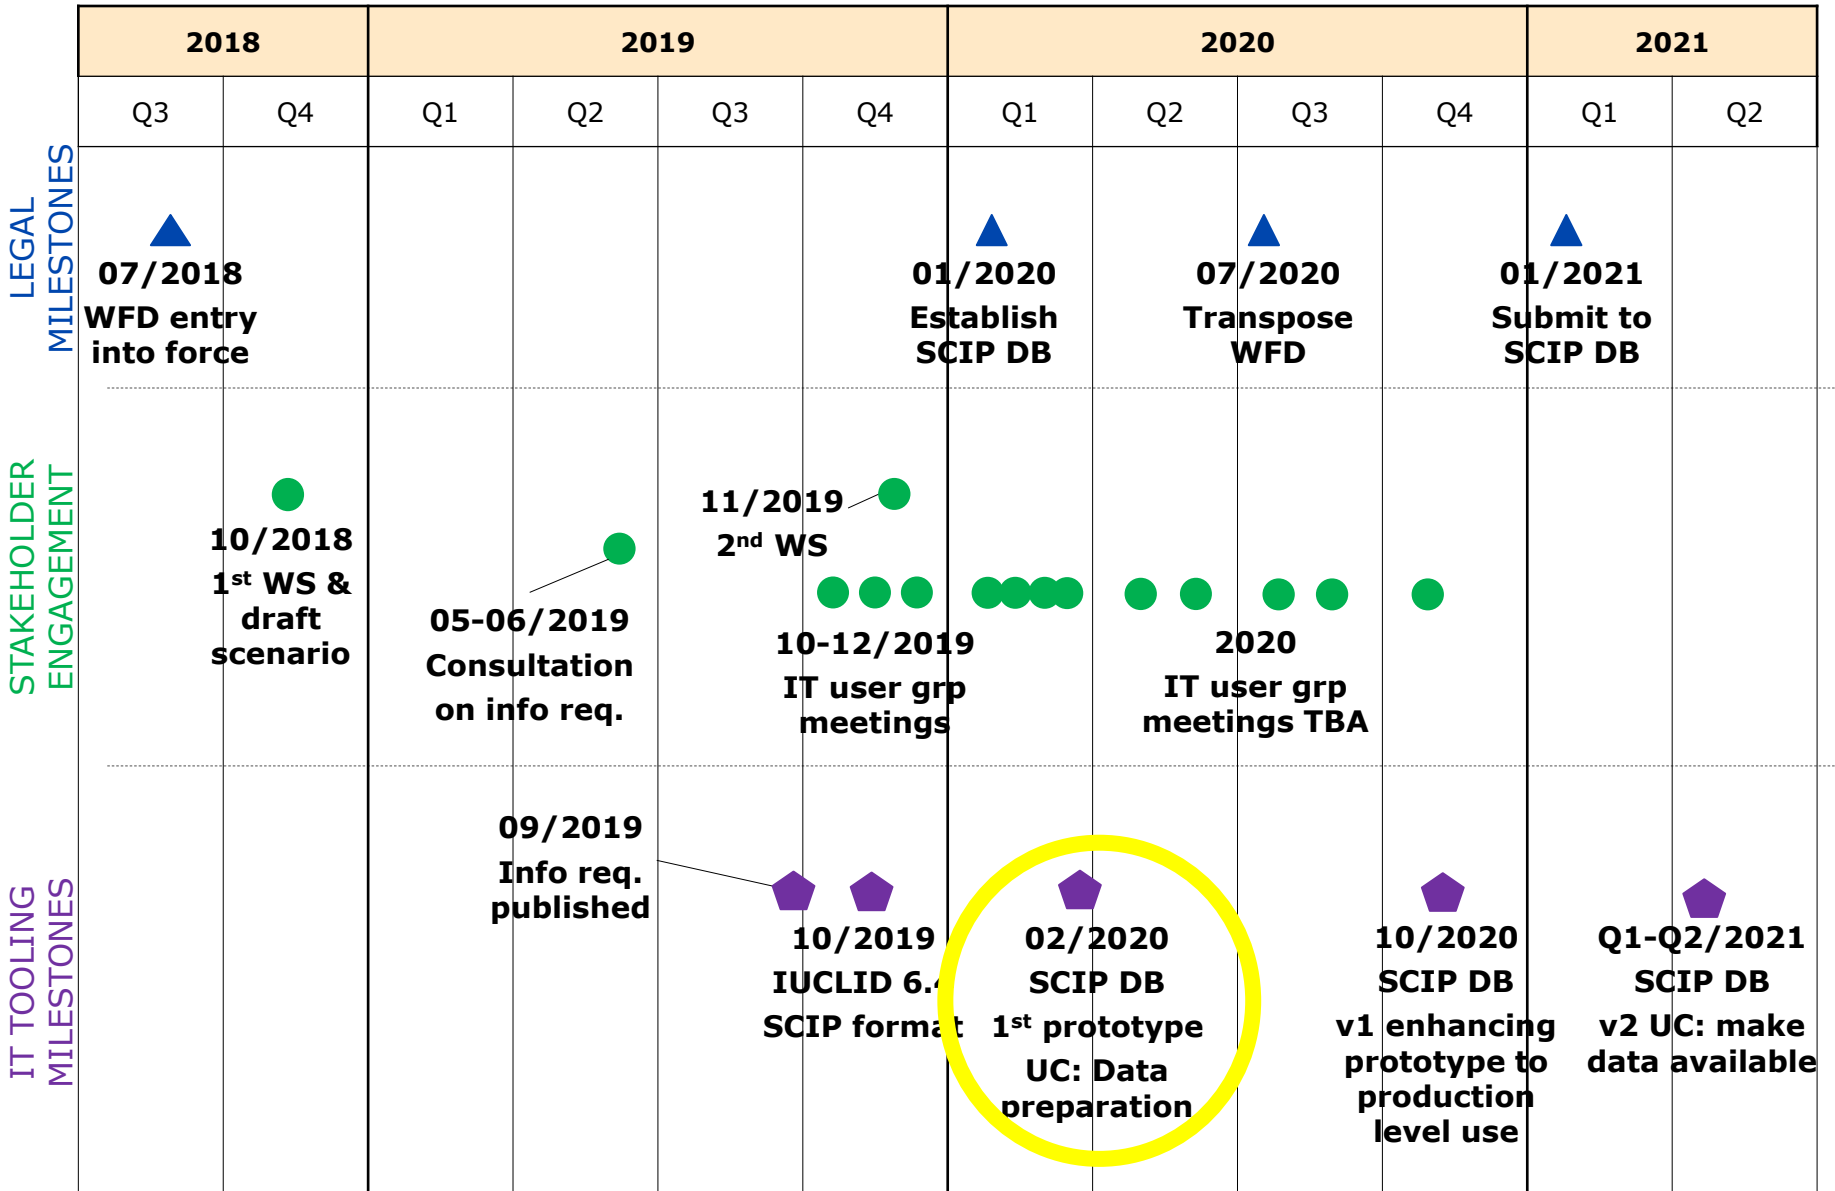 2018 2019 2020 2021
Q3 Q4 Q1 Q2 Q3 Q4 Q1 Q2 Q3 Q4 Q1 Q2
LEGAL
MILESTONES
07/2018
WFD entry
into force
01/2020
Establish
SCIP DB
07/2020
Transpose
WFD
01/2021
Submit to
SCIP DB
STAKEHOLDER
ENGAGEMENT
10/2018
1st WS &
draft
scenario
05-06/2019
Consultation
on info req.
11/2019
2nd WS
10-12/2019
IT user grp
meetings
2020
IT user grp
meetings TBA
IT TOOLING
MILESTONES
09/2019
Info req.
published
10/2019
IUCLID 6.4
SCIP format
02/2020
SCIP DB
1st prototype
UC: Data
preparation
10/2020
SCIP DB
v1 enhancing
prototype to
production
level use
Q1-Q2/2021
SCIP DB
v2 UC: make
data available